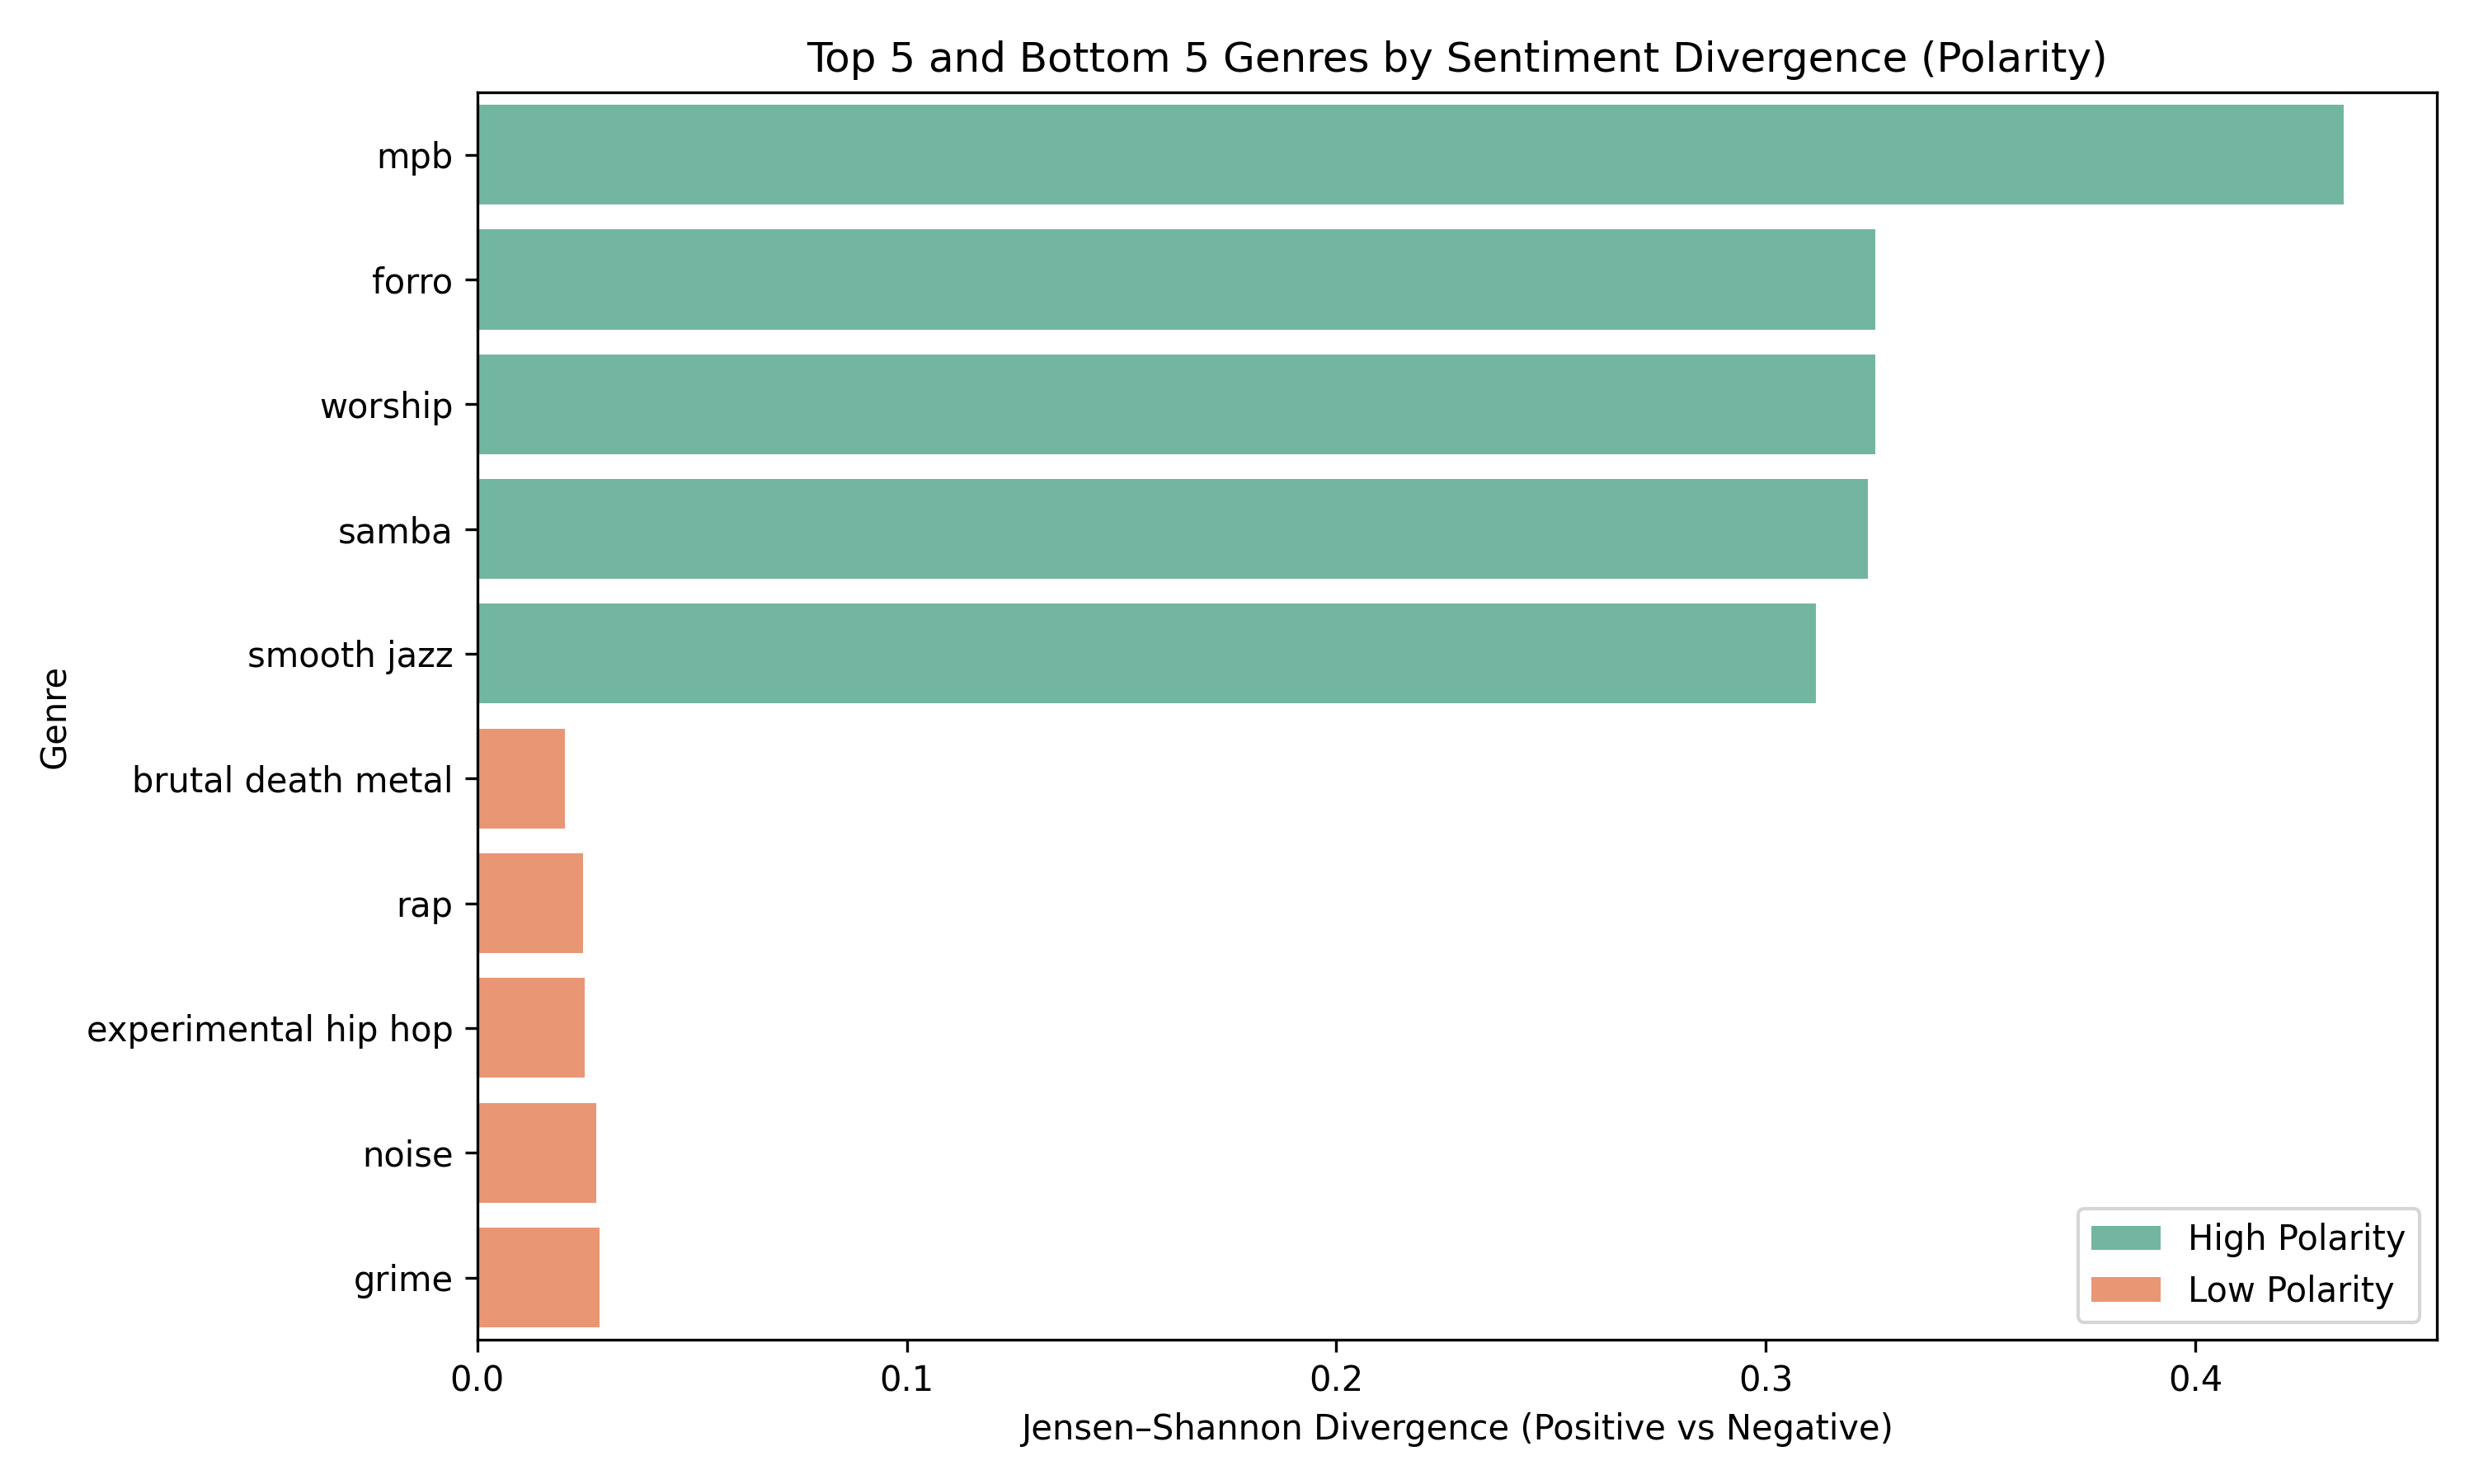 Top 5 and Bottom 5 Genres by Sentiment Divergence (Polarity)
Genre
mpb
forro
worship
samba
smooth jazz
brutal death metal
rap
experimental hip hop
noise
grime
High Polarity
Low Polarity
0.0 0.1 0.2 0.3 0.4
Jensen–Shannon Divergence (Positive vs Negative)